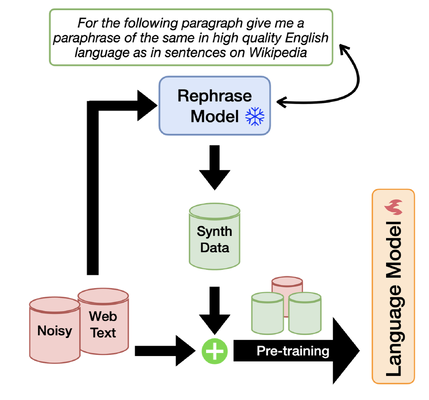 For the following paragraph give me a
paraphrase of the same in high quality English
language as in sentences on Wikipedia
Rephrase
Model
Synth
Data
Noisy
Web
Text
Pre-training
Language Model